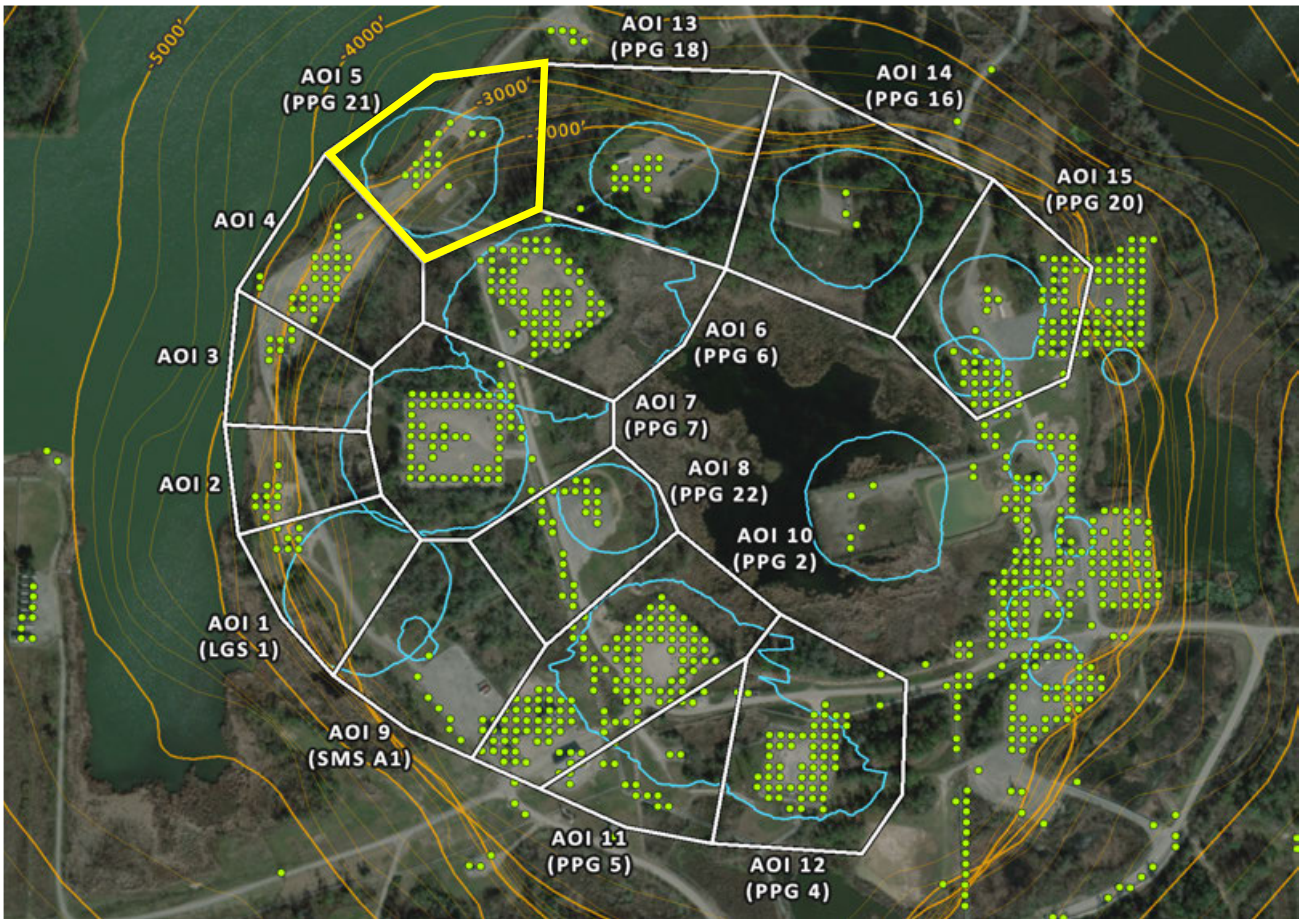 -5000'
-4000'
AOI 13
(PPG 18)
AOI 5
(PPG 21)
AOI 14
(PPG 16)
-3000'
-2000'
AOI 15
(PPG 20)
AOI 4
AOI 3
AOI 6
(PPG 6)
AOI 7
(PPG 7)
AOI 8
(PPG 22)
AOI 2
AOI 10
(PPG 2)
AOI 1
(LGS 1)
AOI 9
(SMS A1)
AOI 11
(PPG 5)
AOI 12
(PPG 4)